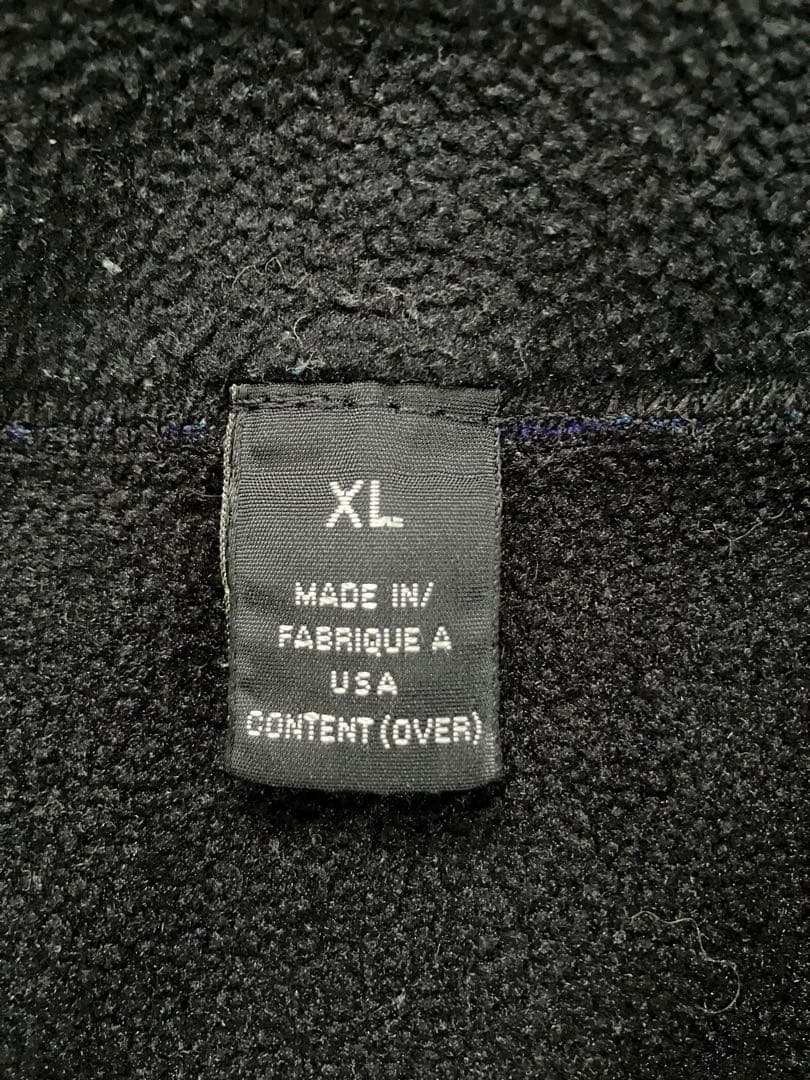 XL
MADE IN/
FABRIQUE A
USA
CONTENT (OVER)